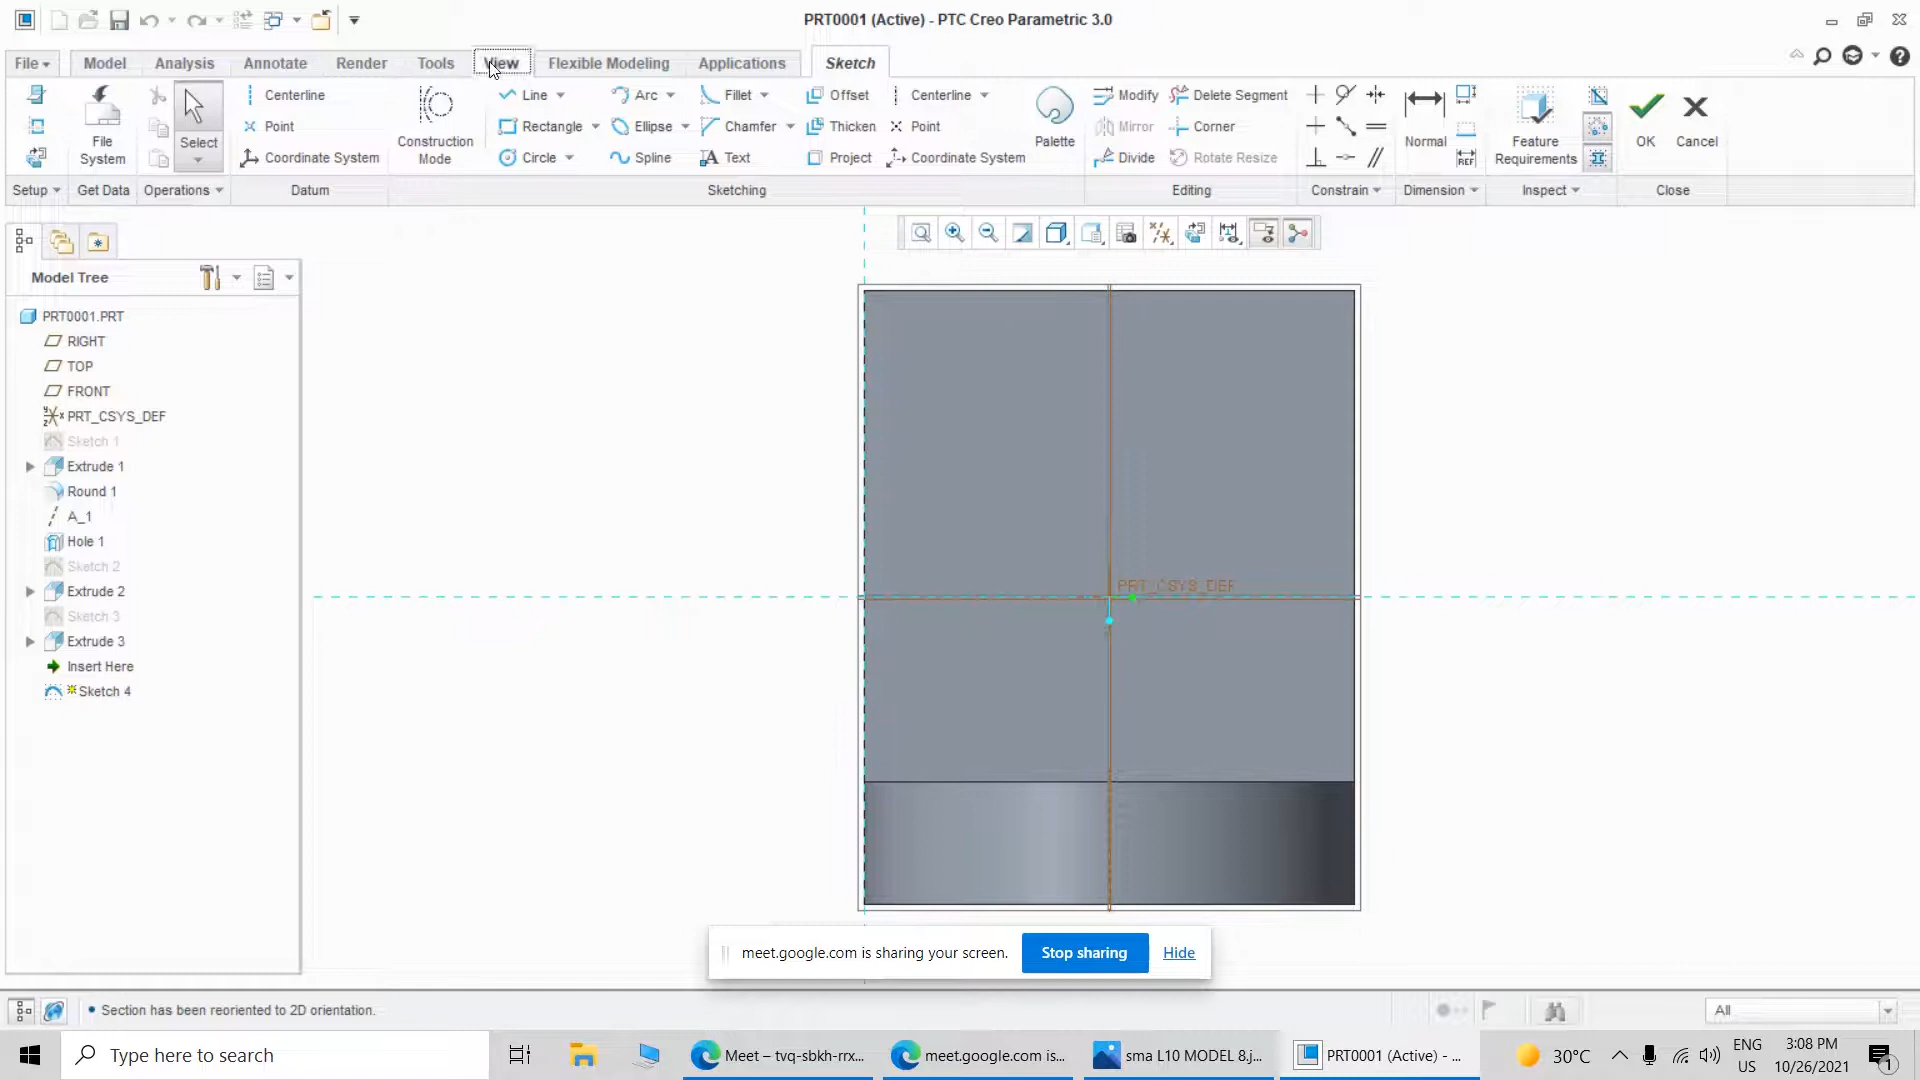 PRT0001 (Active) - PTC Creo Parametric 3.0
File Model Analysis Annotate Render Tools View Flexible Modeling Applications Sketch
Centerline Line Arc Fillet Offset Centerline Modify Delete Segment
Point Rectangle Ellipse Chamfer Thicken Point Mirror Corner
Coordinate System Circle Spline Text Project Coordinate System Divide Rotate Resize
File System
Select
Construction Mode
Palette
Normal
REF
Feature Requirements
OK
Cancel
Setup Get Data Operations Datum Sketching Editing Constrain Dimension Inspect Close
Model Tree
PRT0001.PRT
RIGHT
TOP
FRONT
PRT_CSYS_DEF
Sketch 1
Extrude 1
Round 1
A_1
Hole 1
Sketch 2
Extrude 2
Sketch 3
Extrude 3
Insert Here
Sketch 4
PRT_CSYS_DEF
meet.google.com is sharing your screen. Stop sharing Hide
• Section has been reoriented to 2D orientation.
All
Type here to search
Meet – tvq-sbkh-rrx...
meet.google.com is...
sma L10 MODEL 8.j...
PRT0001 (Active) - ...
30°C
ENG
US
3:08 PM
10/26/2021
1